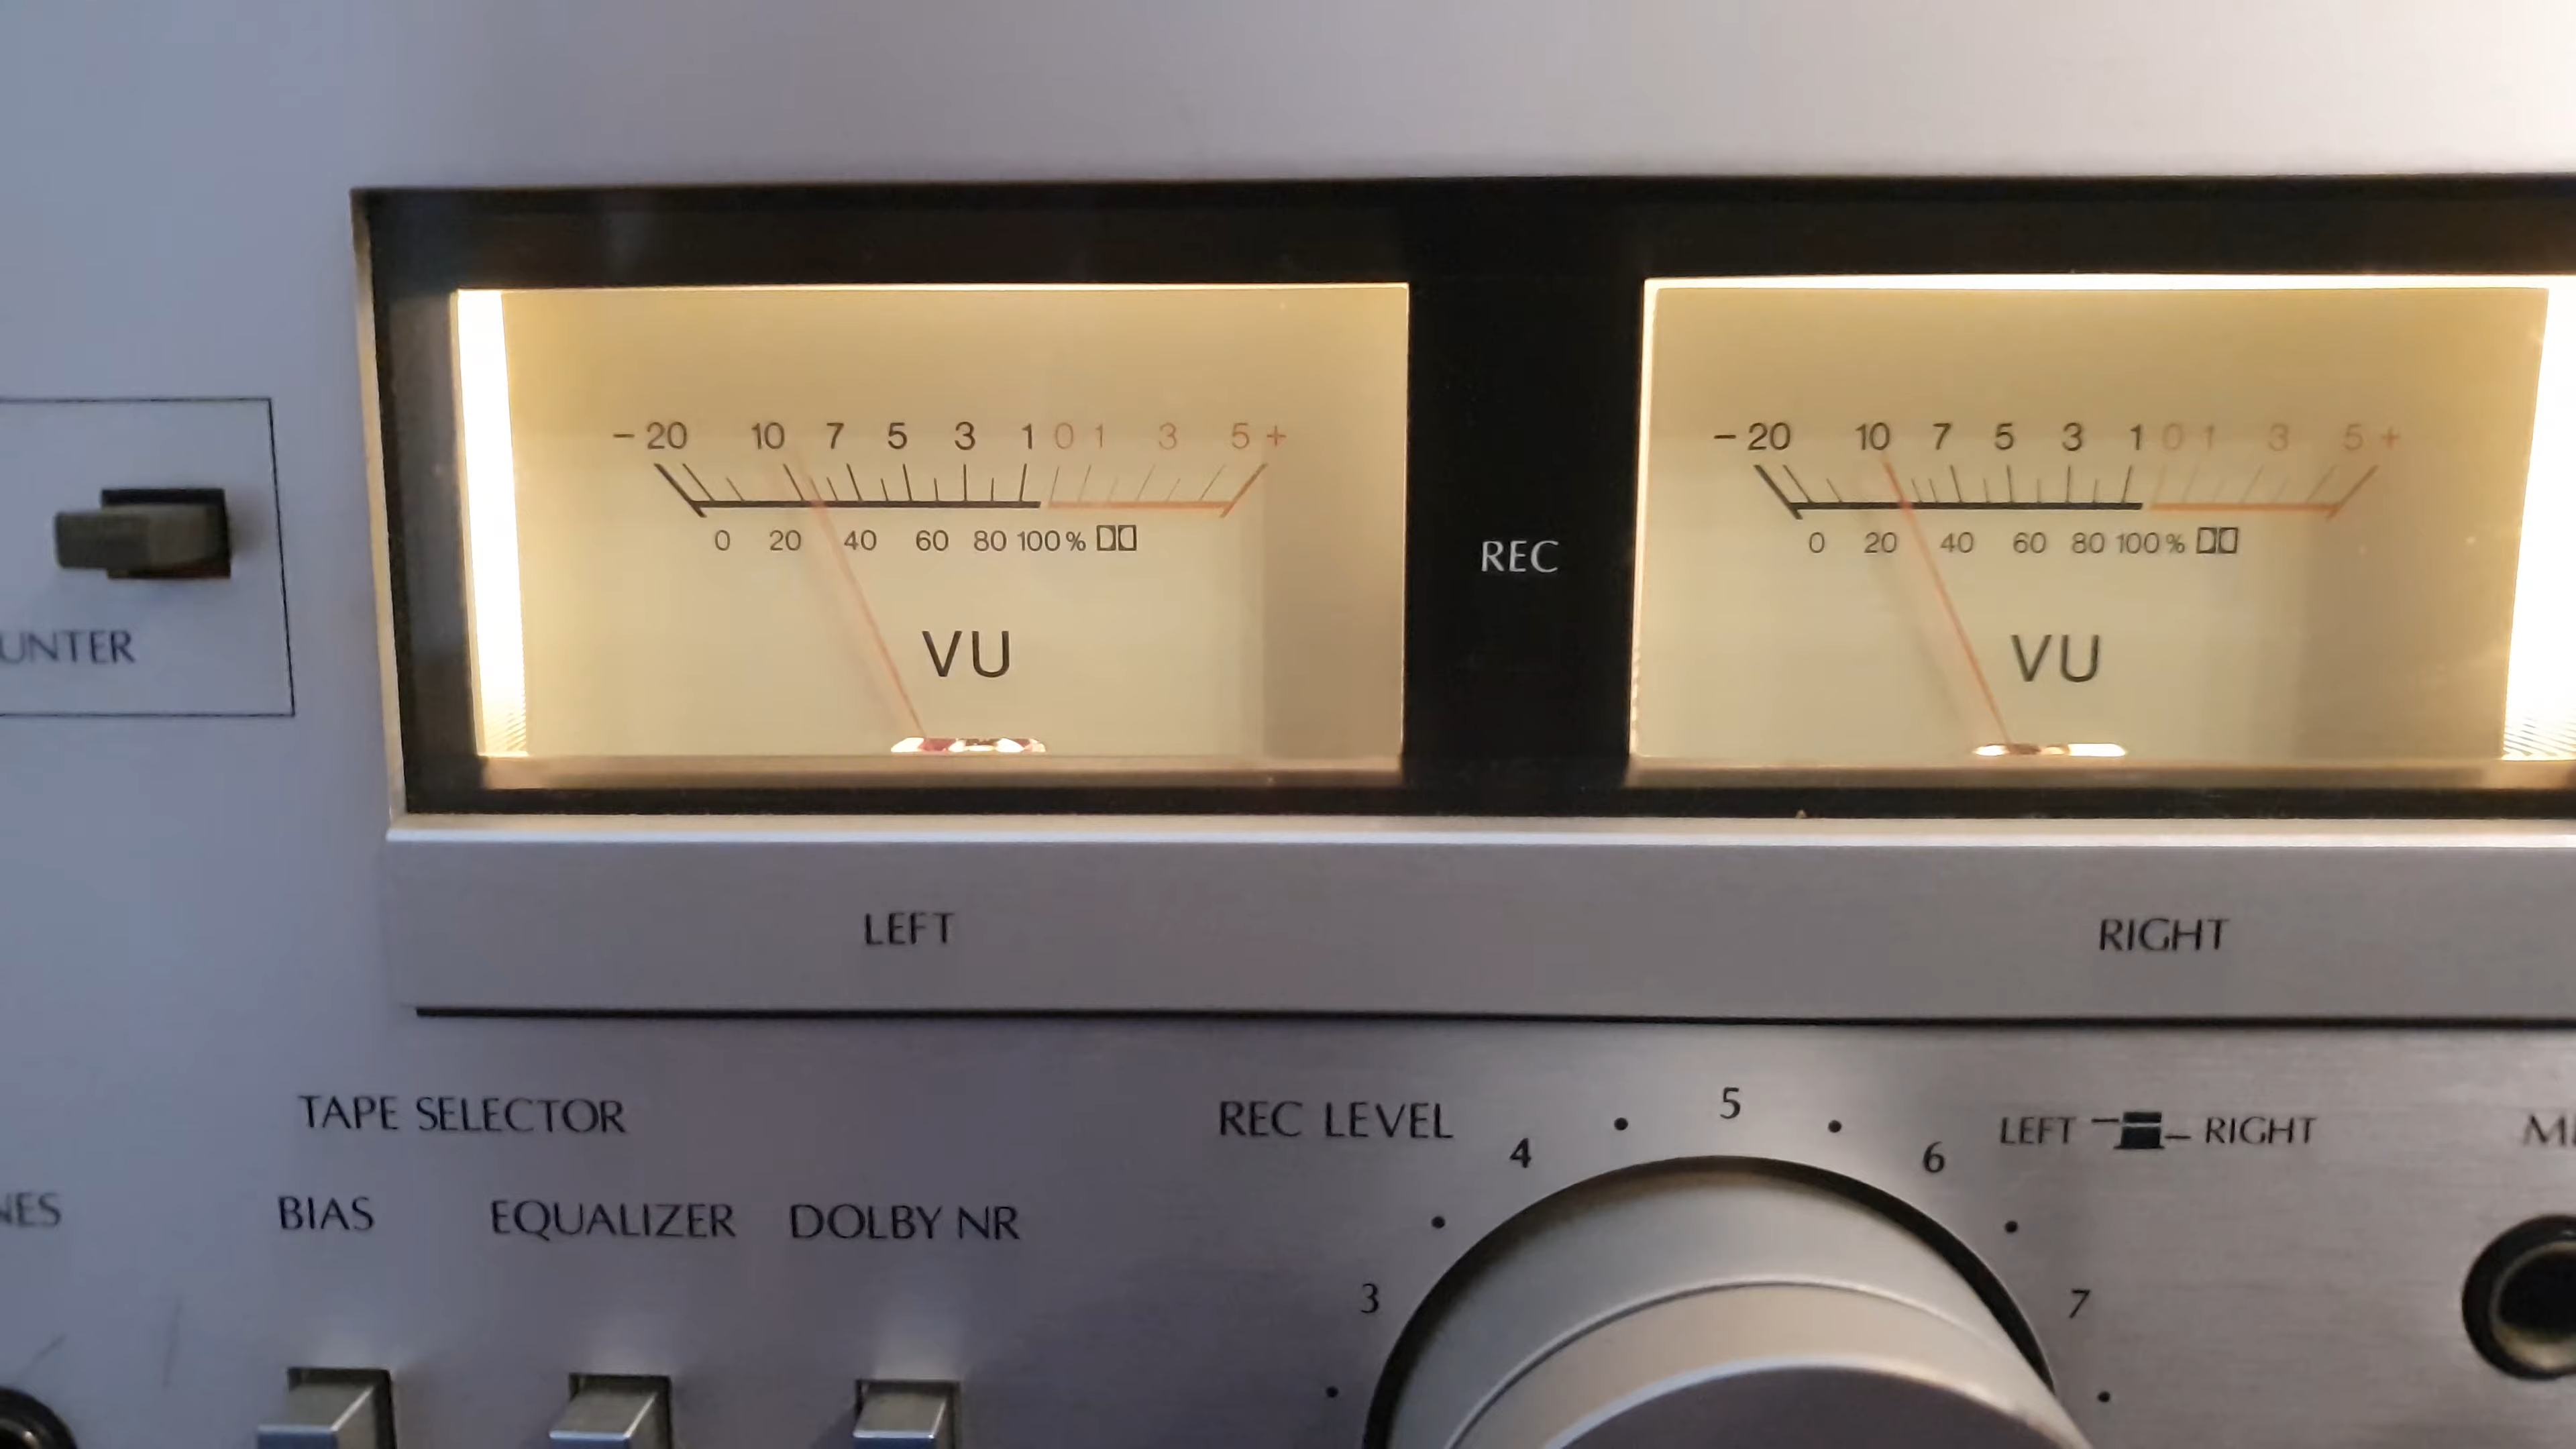 - 20 10 7 5 3 1 0 1 3 5 +
0 20 40 60 80 100 %
VU
REC
- 20 10 7 5 3 1 0 1 3 5 +
0 20 40 60 80 100 %
VU
UNTER
LEFT
RIGHT
TAPE SELECTOR
BIAS EQUALIZER DOLBY NR
REC LEVEL
3 4 5 6 7
LEFT RIGHT